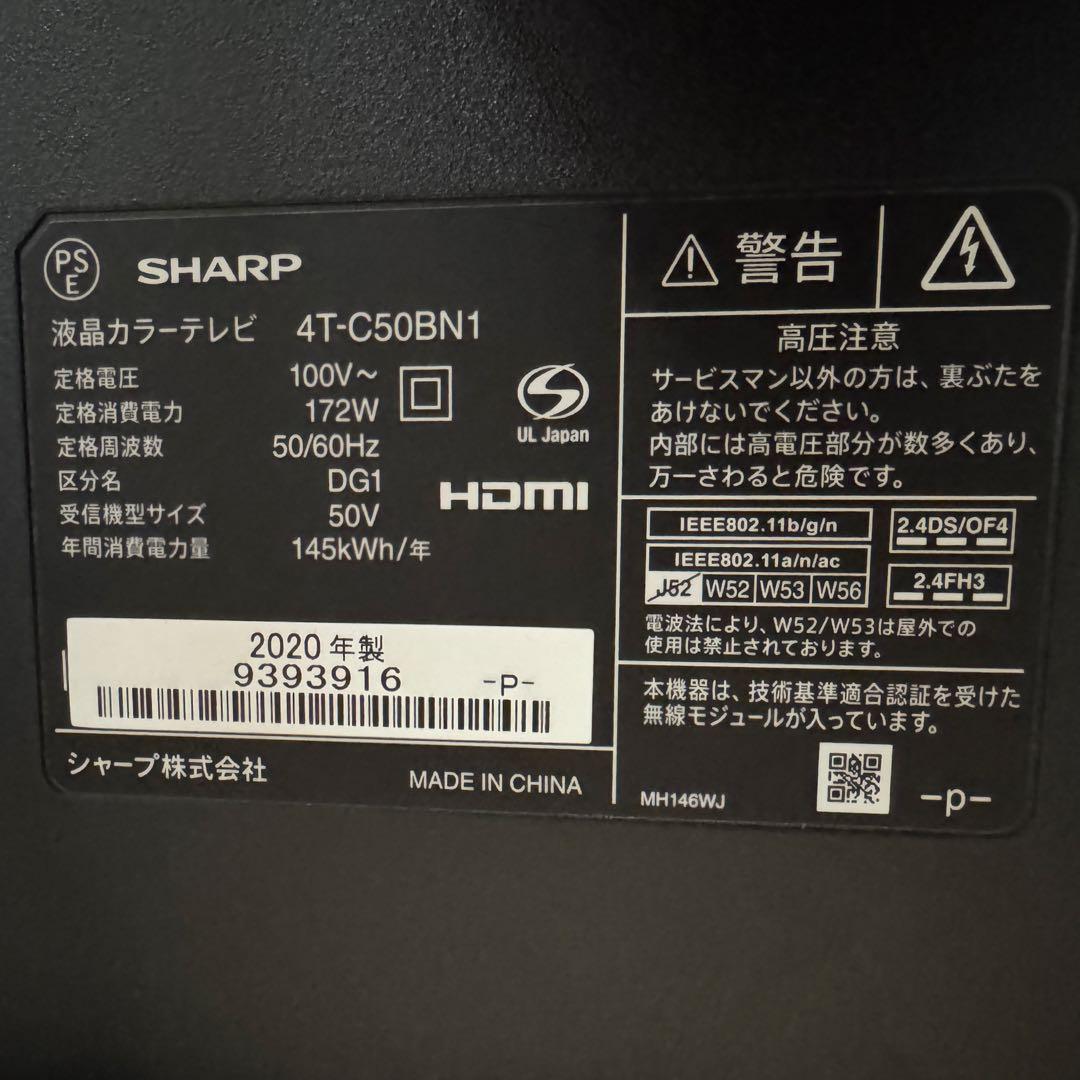 PSE SHARP
液晶カラーテレビ 4T-C50BN1
定格電圧 100V~
定格消費電力 172W
定格周波数 50/60Hz
区分名 DG1
受信機型サイズ 50V
年間消費電力量 145kWh/年
UL Japan
HDMI
2020年製
9393916 -P-
シャープ株式会社 MADE IN CHINA
警告
高圧注意
サービスマン以外の方は、裏ぶたを
あけないでください。
内部には高電圧部分が数多くあり、
万一さわると危険です。
IEEE802.11b/g/n
IEEE802.11a/n/ac
J52 W52 W53 W56
2.4DS/OF4
2.4FH3
電波法により、W52/W53は屋外での
使用は禁止されております。
本機器は、技術基準適合認証を受けた
無線モジュールが入っています。
MH146WJ -p-